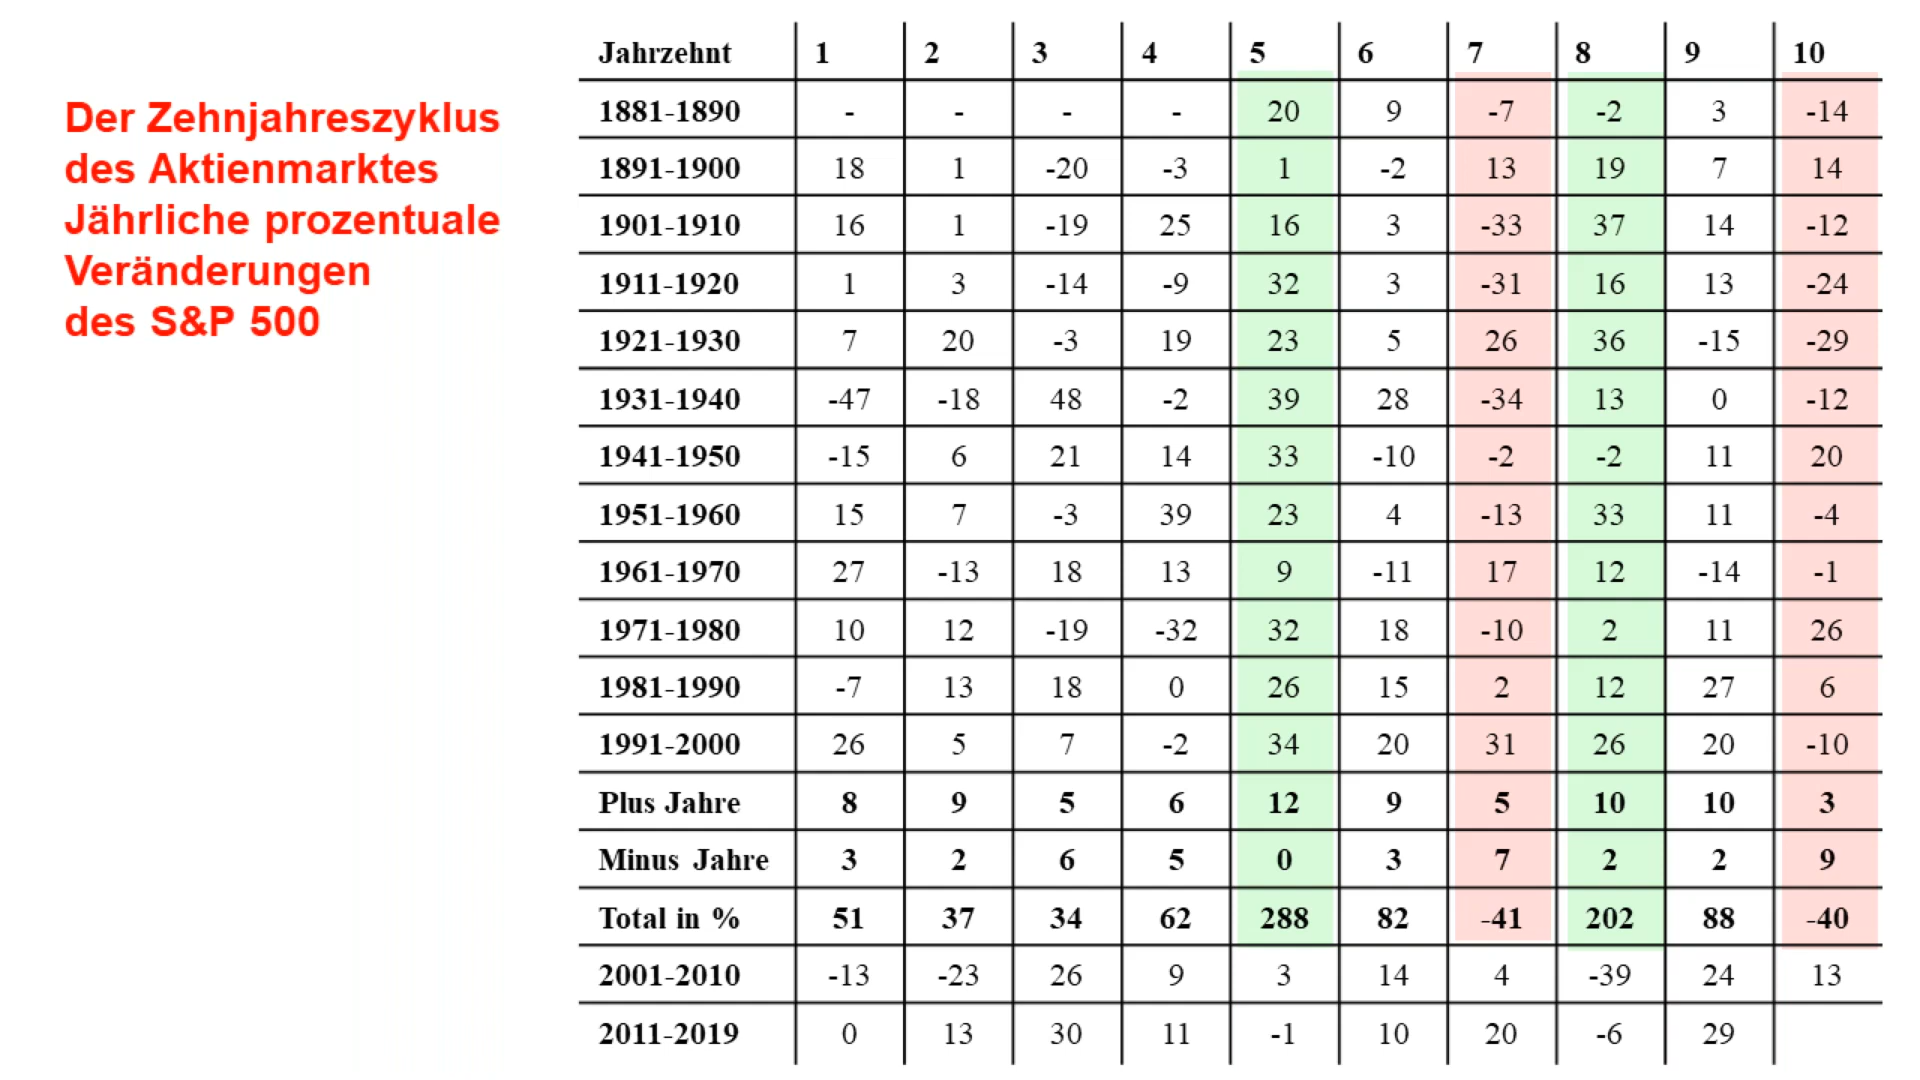 Der Zehnjahreszyklus
des Aktienmarktes
Jährliche prozentuale
Veränderungen
des S&P 500
Jahrzehnt 1 2 3 4 5 6 7 8 9 10
1881-1890 - - - - 20 9 -7 -2 3 -14
1891-1900 18 1 -20 -3 1 -2 13 19 7 14
1901-1910 16 1 -19 25 16 3 -33 37 14 -12
1911-1920 1 3 -14 -9 32 3 -31 16 13 -24
1921-1930 7 20 -3 19 23 5 26 36 -15 -29
1931-1940 -47 -18 48 -2 39 28 -34 13 0 -12
1941-1950 -15 6 21 14 33 -10 -2 -2 11 20
1951-1960 15 7 -3 39 23 4 -13 33 11 -4
1961-1970 27 -13 18 13 9 -11 17 12 -14 -1
1971-1980 10 12 -19 -32 32 18 -10 2 11 26
1981-1990 -7 13 18 0 26 15 2 12 27 6
1991-2000 26 5 7 -2 34 20 31 26 20 -10
Plus Jahre 8 9 5 6 12 9 5 10 10 3
Minus Jahre 3 2 6 5 0 3 7 2 2 9
Total in % 51 37 34 62 288 82 -41 202 88 -40
2001-2010 -13 -23 26 9 3 14 4 -39 24 13
2011-2019 0 13 30 11 -1 10 20 -6 29